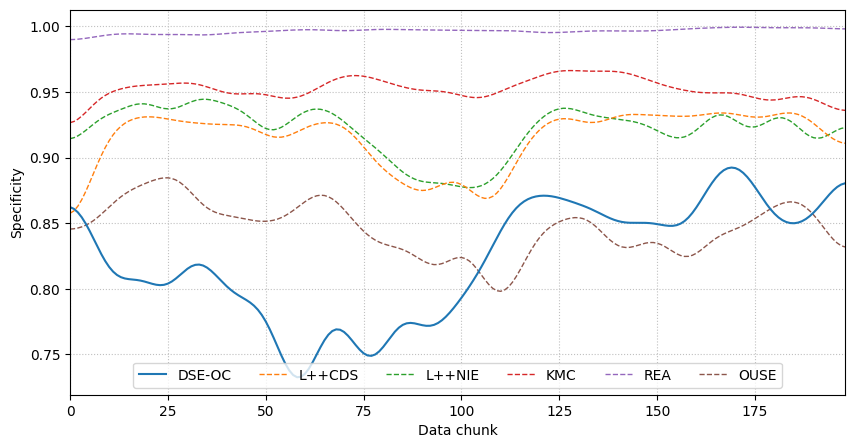 1.00
0.95
0.90
0.85
0.80
0.75
Specificity
DSE-OC L++CDS L++NIE KMC REA OUSE
0 25 50 75 100 125 150 175
Data chunk